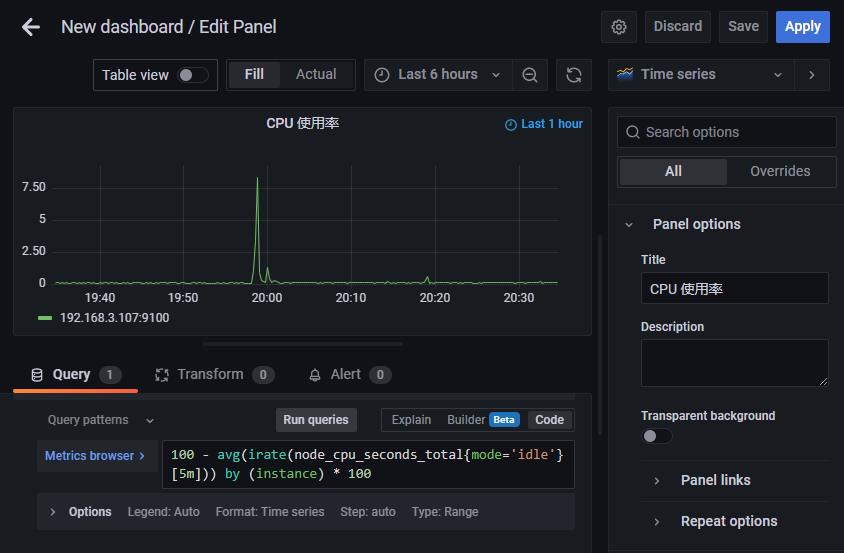 New dashboard / Edit Panel
Discard
Save
Apply
Table view
Fill
Actual
Last 6 hours
Time series
CPU 使用率
Last 1 hour
7.50
5
2.50
0
19:40
19:50
20:00
20:10
20:20
20:30
192.168.3.107:9100
Query
1
Transform
0
Alert
0
Query patterns
Run queries
Explain
Builder
Beta
Code
Metrics browser
100 - avg(irate(node_cpu_seconds_total{mode='idle'}
[5m])) by (instance) * 100
Options
Legend: Auto
Format: Time series
Step: auto
Type: Range
Search options
All
Overrides
Panel options
Title
CPU 使用率
Description
Transparent background
Panel links
Repeat options